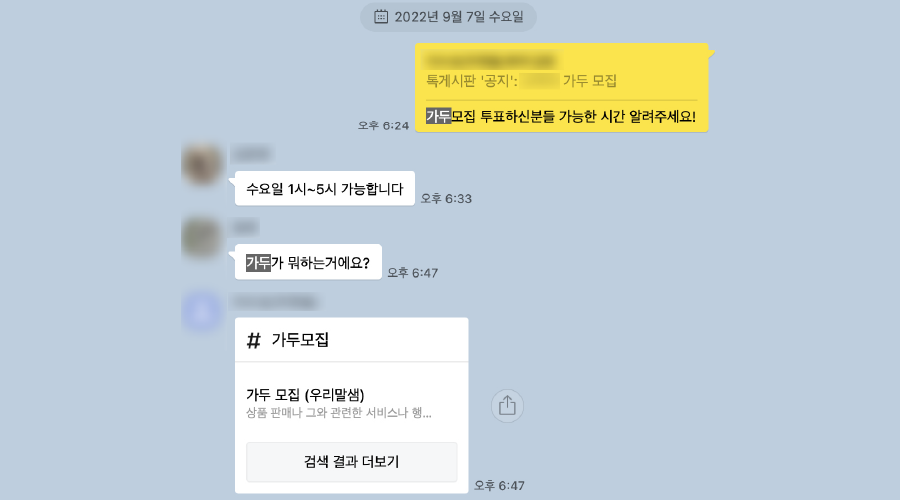 2022년 9월 7일 수요일
톡게시판 '공지': 가두 모집
가두모집 투표하신분들 가능한 시간 알려주세요!
오후 6:24
수요일 1시~5시 가능합니다
오후 6:33
가두가 뭐하는거에요?
오후 6:47
# 가두모집
가두 모집 (우리말샘)
상품 판매나 그와 관련한 서비스나 행...
검색 결과 더보기
오후 6:47